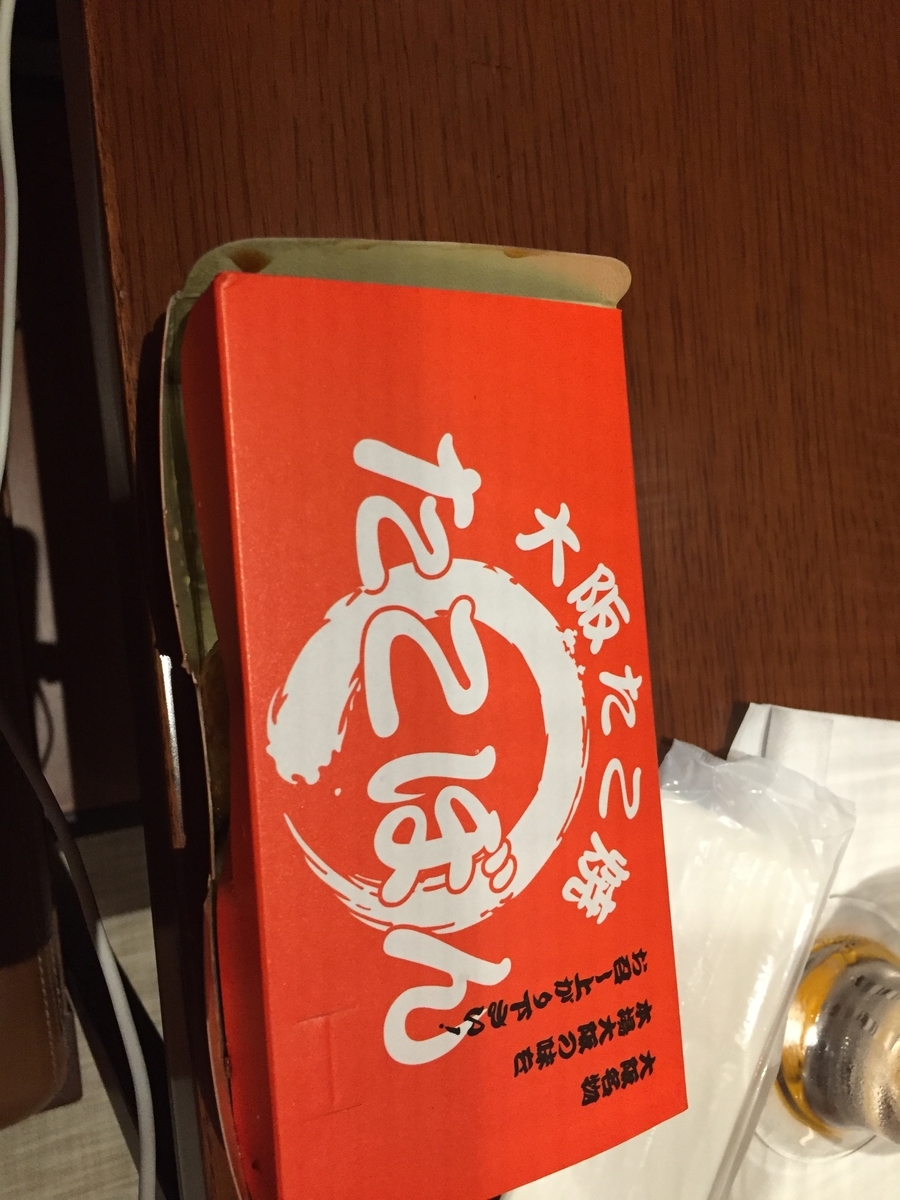 大阪たこ焼
たこばん
大阪名物
本場大阪の味を
お召し上がり下さい!